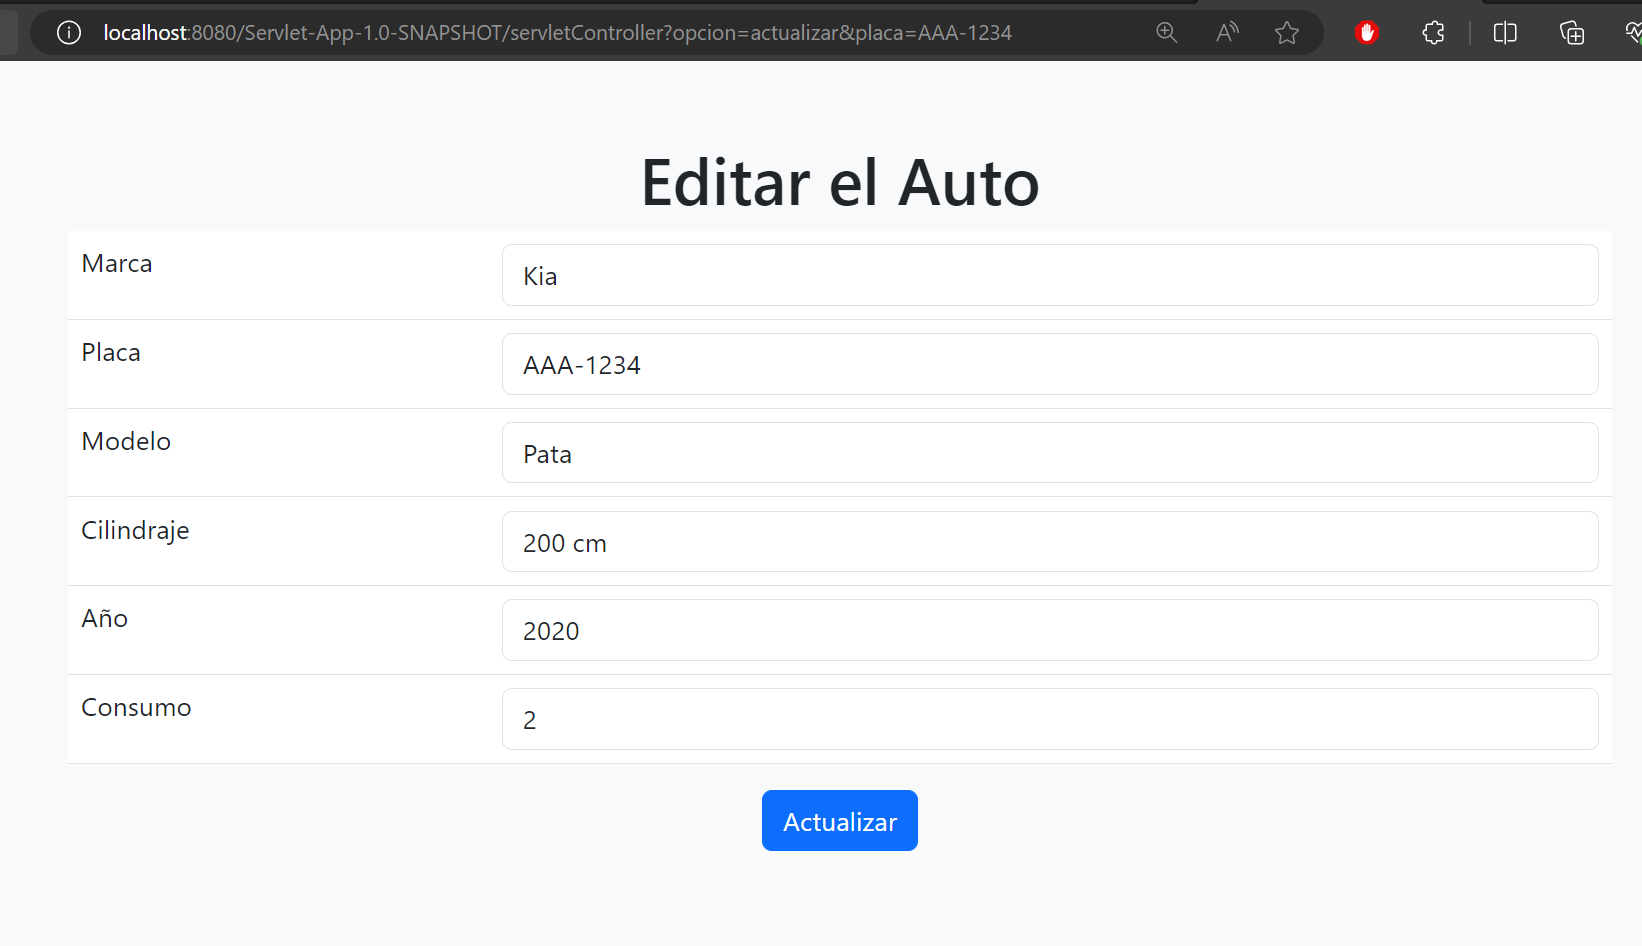 localhost:8080/Servlet-App-1.0-SNAPSHOT/servletController?opcion=actualizar&placa=AAA-1234
Editar el Auto
Marca Kia
Placa AAA-1234
Modelo Pata
Cilindraje 200 cm
Año 2020
Consumo 2
Actualizar